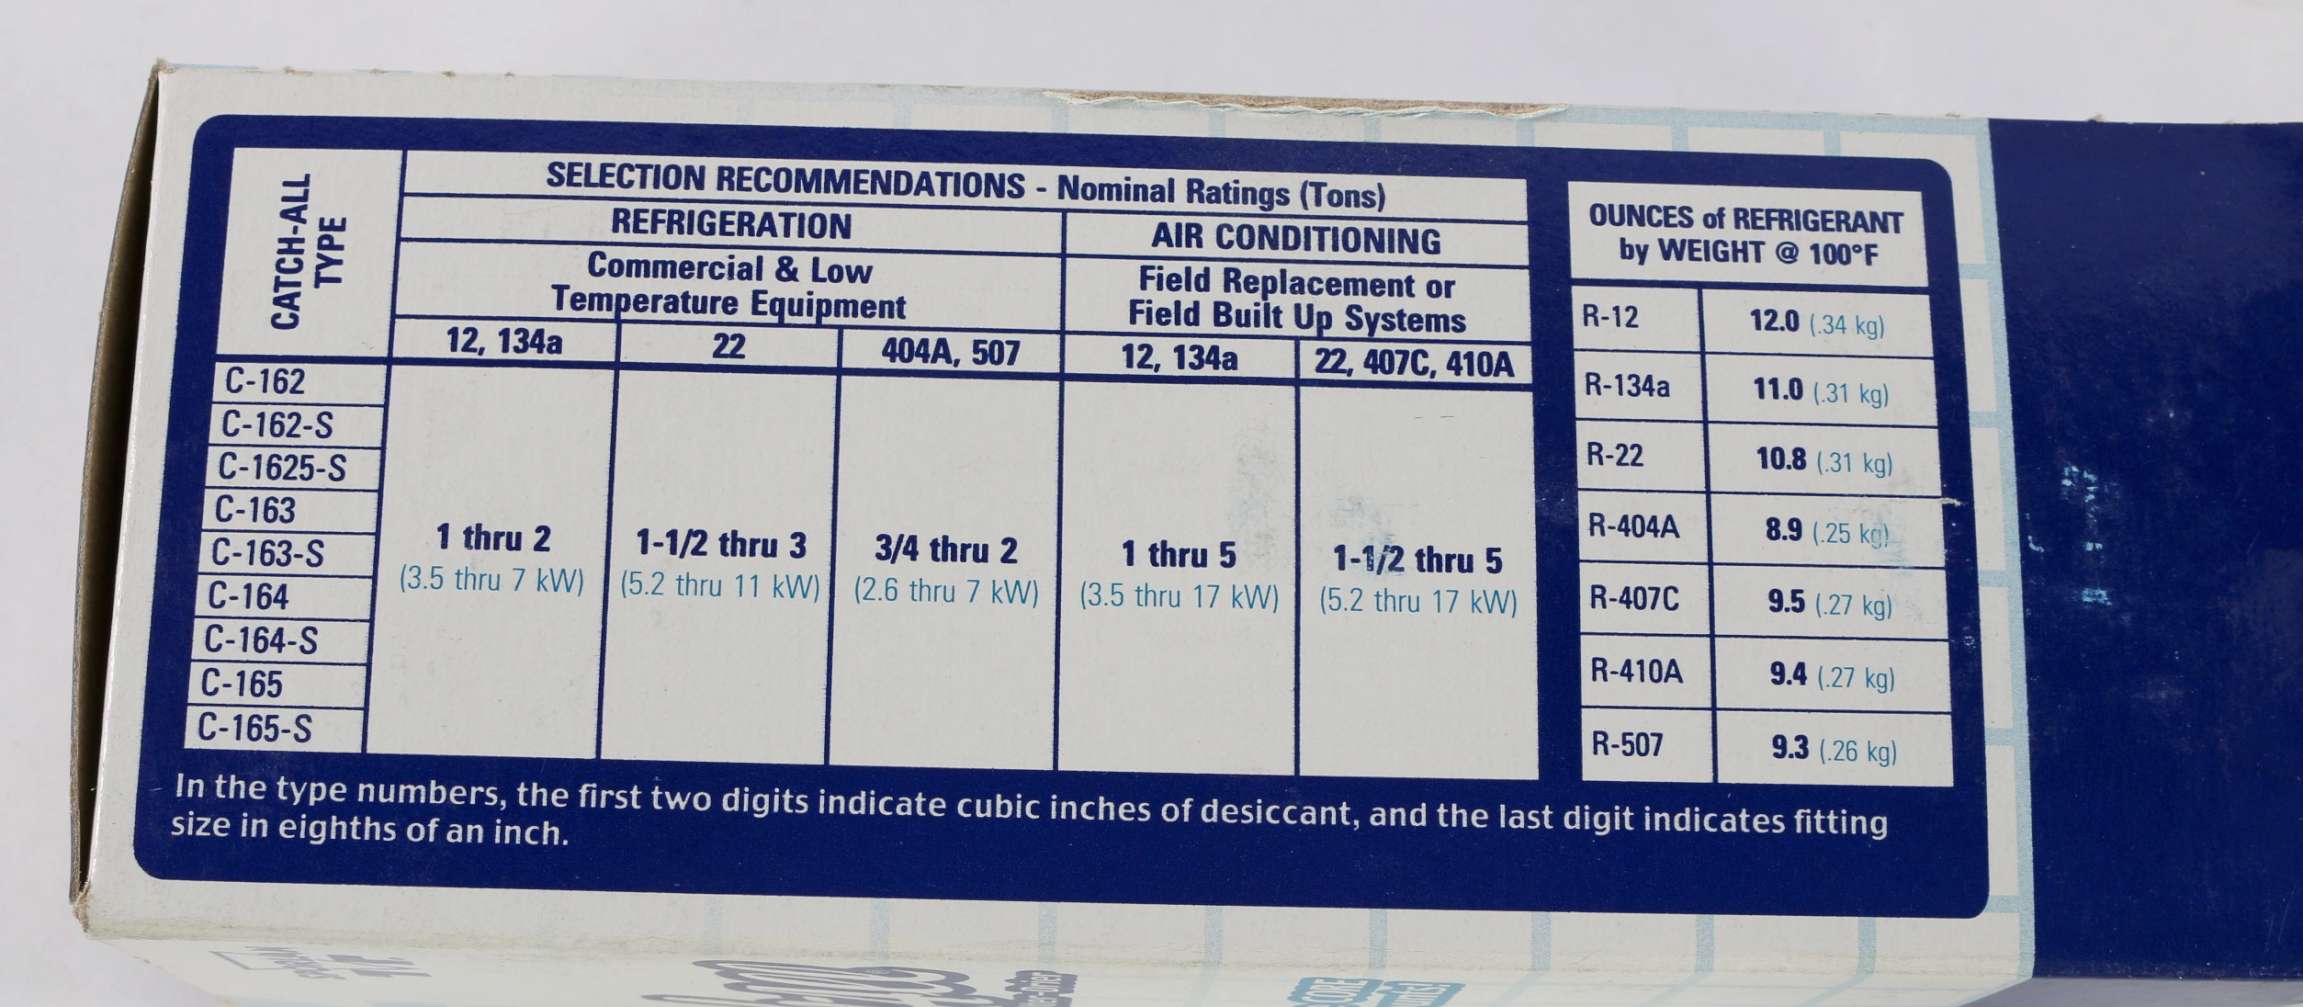 CATCH-ALL
TYPE
SELECTION RECOMMENDATIONS - Nominal Ratings (Tons)
REFRIGERATION
AIR CONDITIONING
Commercial & Low
Temperature Equipment
Field Replacement or
Field Built Up Systems
12, 134a
22
404A, 507
12, 134a
22, 407C, 410A
C-162
C-162-S
C-1625-S
C-163
C-163-S
C-164
C-164-S
C-165
C-165-S
1 thru 2
(3.5 thru 7 kW)
1-1/2 thru 3
(5.2 thru 11 kW)
3/4 thru 2
(2.6 thru 7 kW)
1 thru 5
(3.5 thru 17 kW)
1-1/2 thru 5
(5.2 thru 17 kW)
OUNCES of REFRIGERANT
by WEIGHT @ 100°F
R-12 12.0 (.34 kg)
R-134a 11.0 (.31 kg)
R-22 10.8 (.31 kg)
R-404A 8.9 (.25 kg)
R-407C 9.5 (.27 kg)
R-410A 9.4 (.27 kg)
R-507 9.3 (.26 kg)
In the type numbers, the first two digits indicate cubic inches of desiccant, and the last digit indicates fitting
size in eighths of an inch.